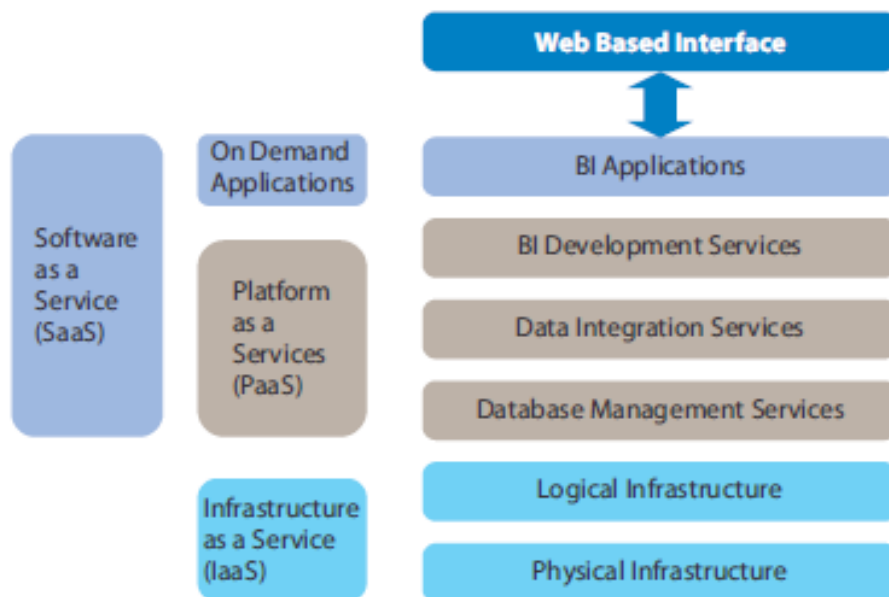 Web Based Interface
Software
as a
Service
(SaaS)
On Demand
Applications
Platform
as a
Services
(PaaS)
Infrastructure
as a Service
(IaaS)
BI Applications
BI Development Services
Data Integration Services
Database Management Services
Logical Infrastructure
Physical Infrastructure